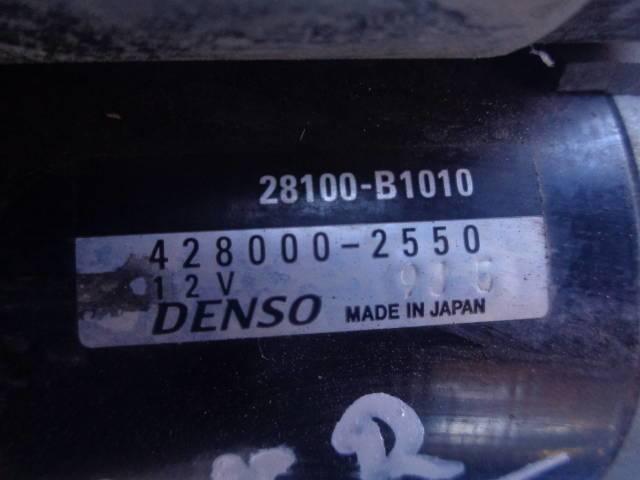 28100-B1010
428000-2550
12V
DENSO MADE IN JAPAN
R